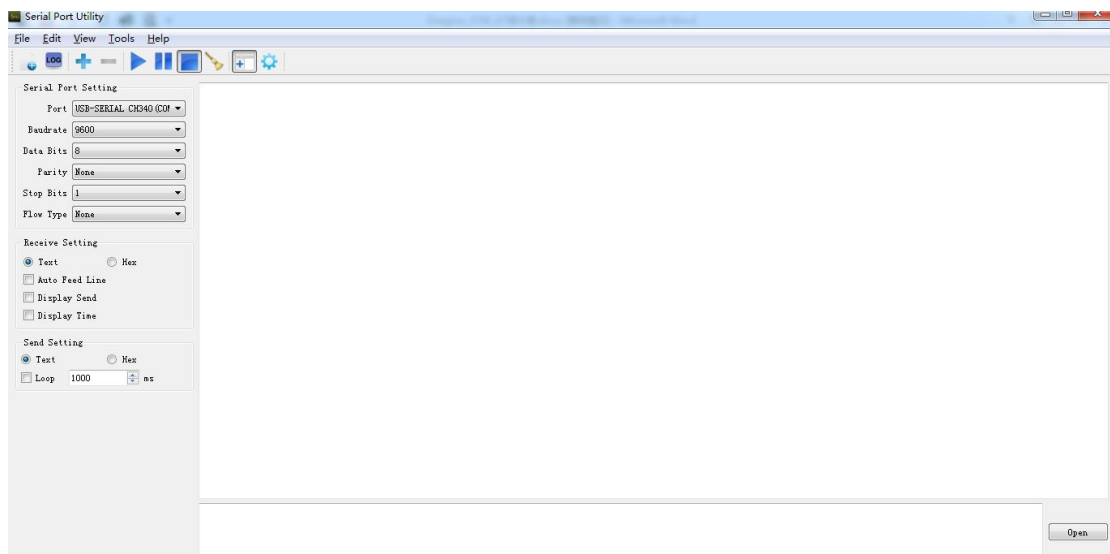 Serial Port Utility
File Edit View Tools Help
LOG
Serial Port Setting
Port USB-SERIAL CH340 (COM
Baudrate 9600
Data Bits 8
Parity None
Stop Bits 1
Flow Type None
Receive Setting
Text Hex
Auto Feed Line
Display Send
Display Time
Send Setting
Text Hex
Loop 1000 ms
Open